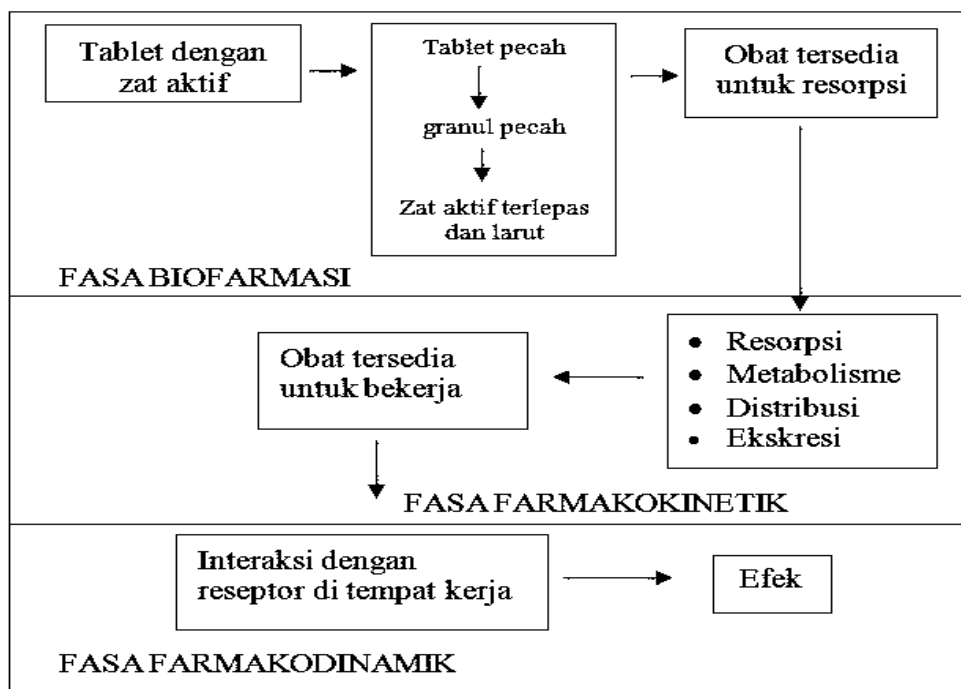 Tablet dengan
zat aktif
Tablet pecah
granul pecah
Zat aktif terlepas
dan larut
Obat tersedia
untuk resorpsi
FASA BIOFARMASI
Obat tersedia
untuk bekerja
• Resorpsi
• Metabolisme
• Distribusi
• Ekskresi
FASA FARMAKOKINETIK
Interaksi dengan
reseptor di tempat kerja
Efek
FASA FARMAKODINAMIK